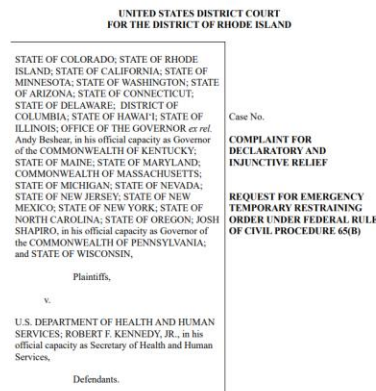 UNITED STATES DISTRICT COURT
FOR THE DISTRICT OF RHODE ISLAND
STATE OF COLORADO; STATE OF RHODE
ISLAND; STATE OF CALIFORNIA; STATE OF
MINNESOTA; STATE OF WASHINGTON; STATE
OF ARIZONA; STATE OF CONNECTICUT;
STATE OF DELAWARE; DISTRICT OF
COLUMBIA; STATE OF HAWAI‘I; STATE OF
ILLINOIS; OFFICE OF THE GOVERNOR ex rel.
Andy Beshear, in his official capacity as Governor
of the COMMONWEALTH OF KENTUCKY;
STATE OF MAINE; STATE OF MARYLAND;
COMMONWEALTH OF MASSACHUSETTS;
STATE OF MICHIGAN; STATE OF NEVADA;
STATE OF NEW JERSEY; STATE OF NEW
MEXICO; STATE OF NEW YORK; STATE OF
NORTH CAROLINA; STATE OF OREGON; JOSH
SHAPIRO, in his official capacity as Governor of
the COMMONWEALTH OF PENNSYLVANIA;
and STATE OF WISCONSIN,
Plaintiffs,
v.
U.S. DEPARTMENT OF HEALTH AND HUMAN
SERVICES; ROBERT F. KENNEDY, JR., in his
official capacity as Secretary of Health and Human
Services,
Defendants.
Case No.
COMPLAINT FOR
DECLARATORY AND
INJUNCTIVE RELIEF
REQUEST FOR EMERGENCY
TEMPORARY RESTRAINING
ORDER UNDER FEDERAL RULE
OF CIVIL PROCEDURE 65(B)